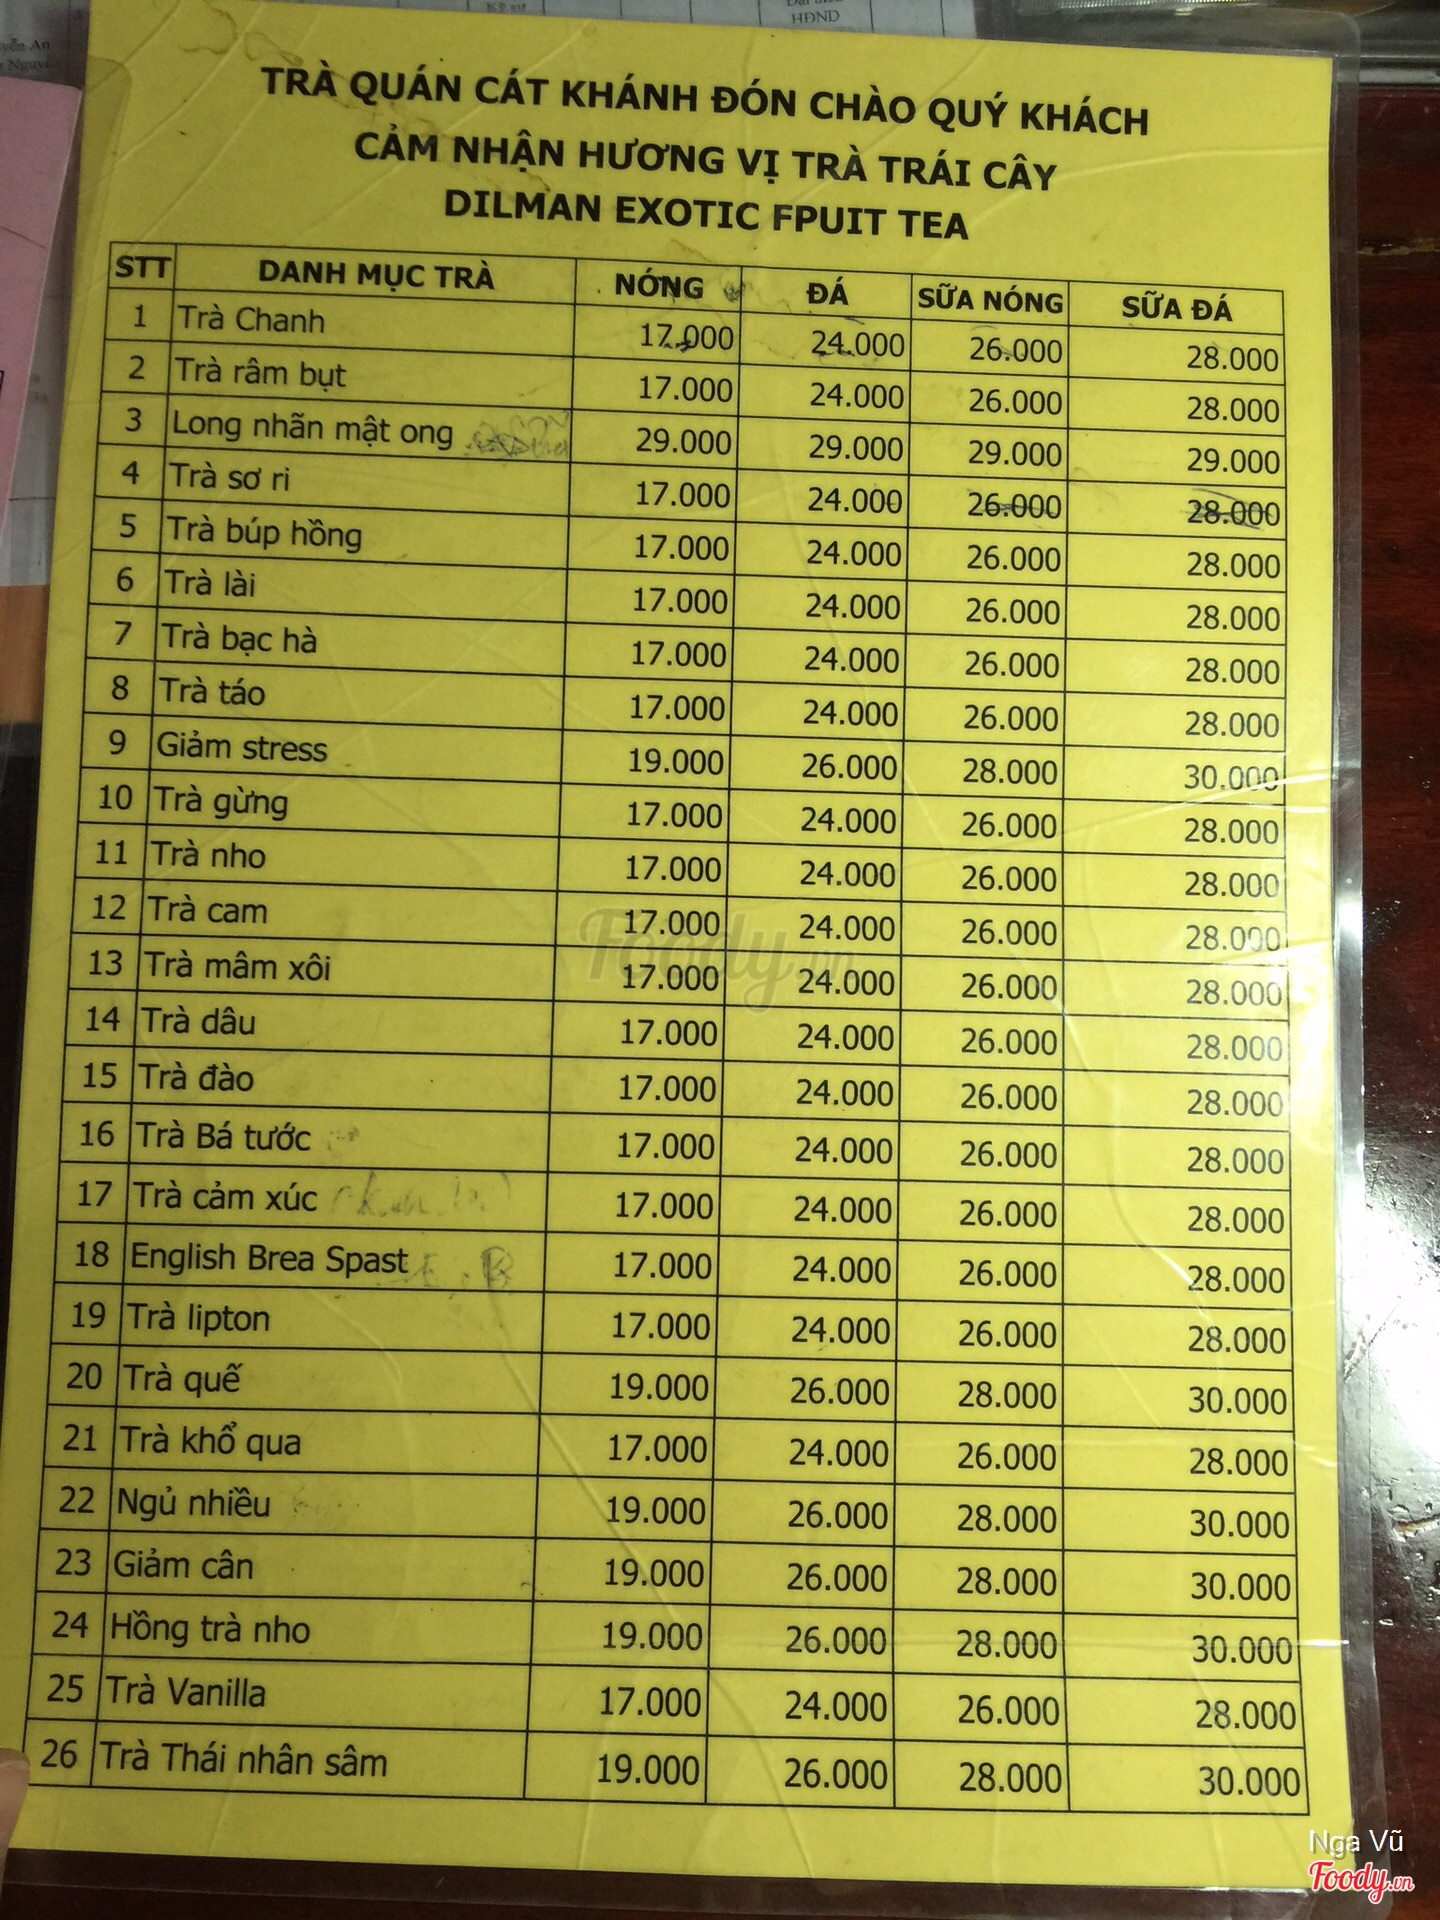 HĐND
TRÀ QUÁN CÁT KHÁNH ĐÓN CHÀO QUÝ KHÁCH
CẢM NHẬN HƯƠNG VỊ TRÀ TRÁI CÂY
DILMAN EXOTIC FPUIT TEA
STT DANH MỤC TRÀ NÓNG ĐÁ SỮA NÓNG SỮA ĐÁ
1 Trà Chanh 17.000 24.000 26.000 28.000
2 Trà râm bụt 17.000 24.000 26.000 28.000
3 Long nhãn mật ong 29.000 29.000 29.000 29.000
4 Trà sơ ri 17.000 24.000 26.000 28.000
5 Trà búp hồng 17.000 24.000 26.000 28.000
6 Trà lài 17.000 24.000 26.000 28.000
7 Trà bạc hà 17.000 24.000 26.000 28.000
8 Trà táo 17.000 24.000 26.000 28.000
9 Giảm stress 19.000 26.000 28.000 30.000
10 Trà gừng 17.000 24.000 26.000 28.000
11 Trà nho 17.000 24.000 26.000 28.000
12 Trà cam 17.000 24.000 26.000 28.000
13 Trà mâm xôi 17.000 24.000 26.000 28.000
14 Trà dâu 17.000 24.000 26.000 28.000
15 Trà đào 17.000 24.000 26.000 28.000
16 Trà Bá tước 17.000 24.000 26.000 28.000
17 Trà cảm xúc 17.000 24.000 26.000 28.000
18 English Brea Spast 17.000 24.000 26.000 28.000
19 Trà lipton 17.000 24.000 26.000 28.000
20 Trà quế 19.000 26.000 28.000 30.000
21 Trà khổ qua 17.000 24.000 26.000 28.000
22 Ngủ nhiều 19.000 26.000 28.000 30.000
23 Giảm cân 19.000 26.000 28.000 30.000
24 Hồng trà nho 19.000 26.000 28.000 30.000
25 Trà Vanilla 17.000 24.000 26.000 28.000
26 Trà Thái nhân sâm 19.000 26.000 28.000 30.000
Foody.vn
Nga Vũ
Foody.vn